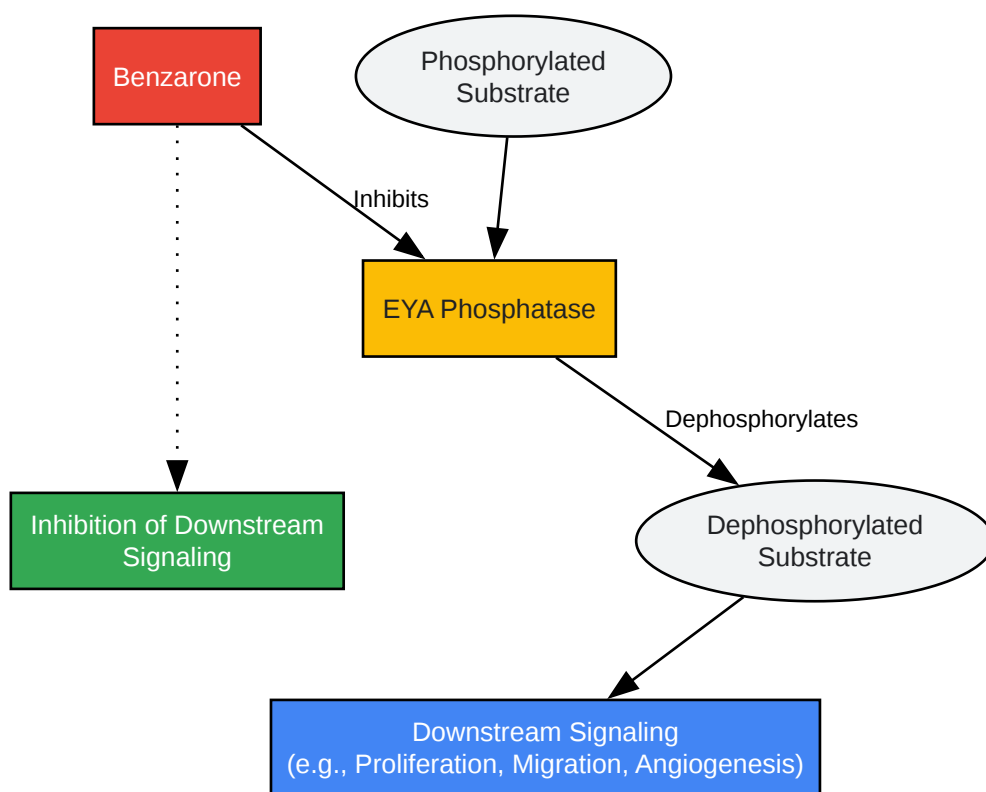 Benzarone
Phosphorylated
Substrate
Inhibits
EYA Phosphatase
Dephosphorylates
Inhibition of Downstream
Signaling
Dephosphorylated
Substrate
Downstream Signaling
(e.g., Proliferation, Migration, Angiogenesis)